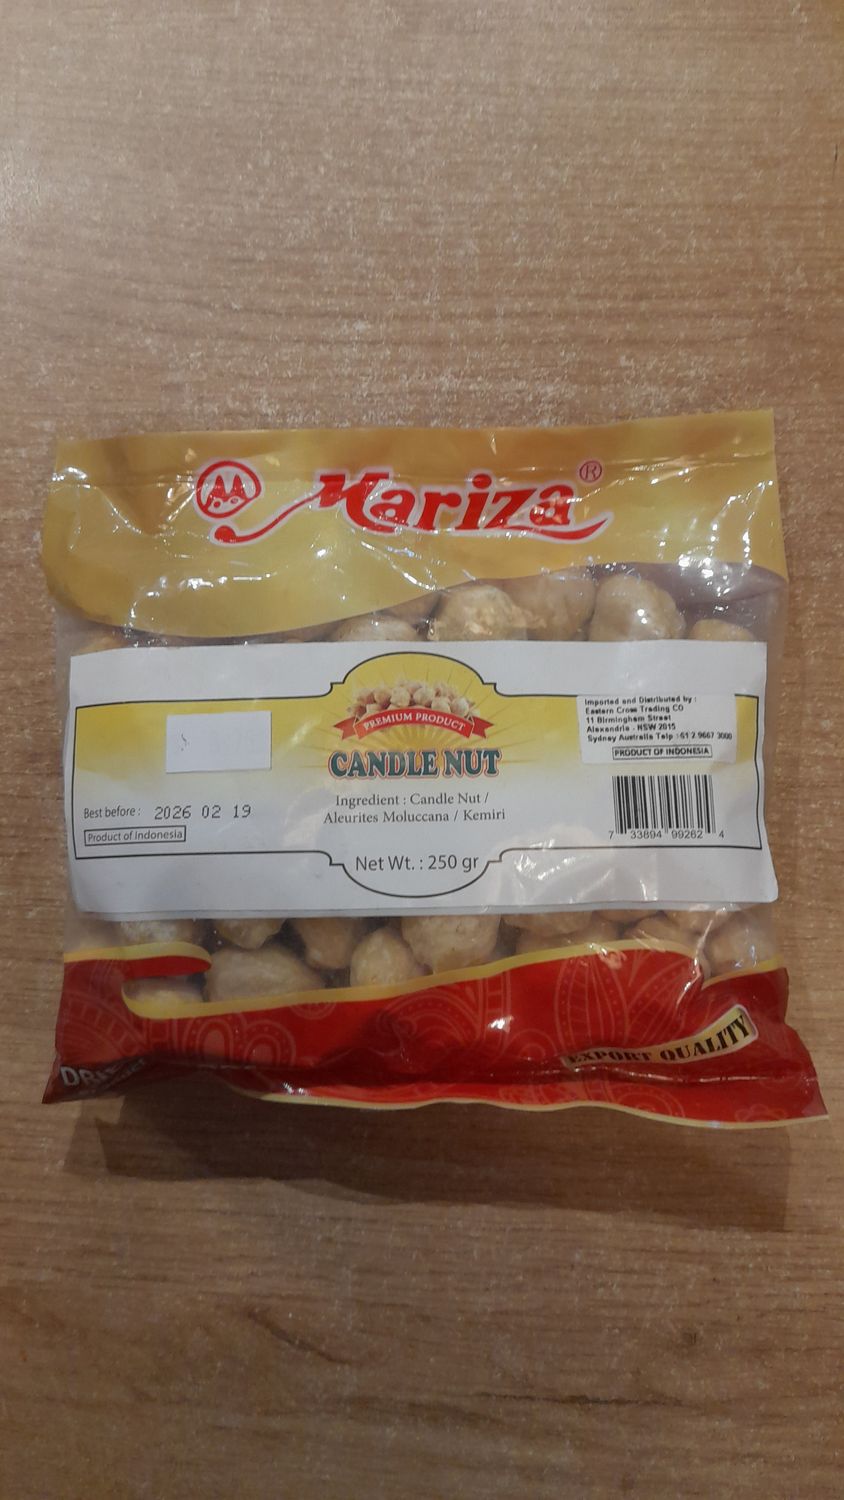 M Mariza®
PREMIUM PRODUCT
CANDLE NUT
Ingredient : Candle Nut /
Aleurites Moluccana / Kemiri
Net Wt. : 250 gr
Best before : 2026 02 19
Product of Indonesia
Imported and Distributed by :
Eastern Cross Trading CO
11 Birmingham Street
Alexandria - NSW 2015
Sydney Australia Telp : 61 2 9667 3000
PRODUCT OF INDONESIA
7 33894 99262 4
EXPORT QUALITY